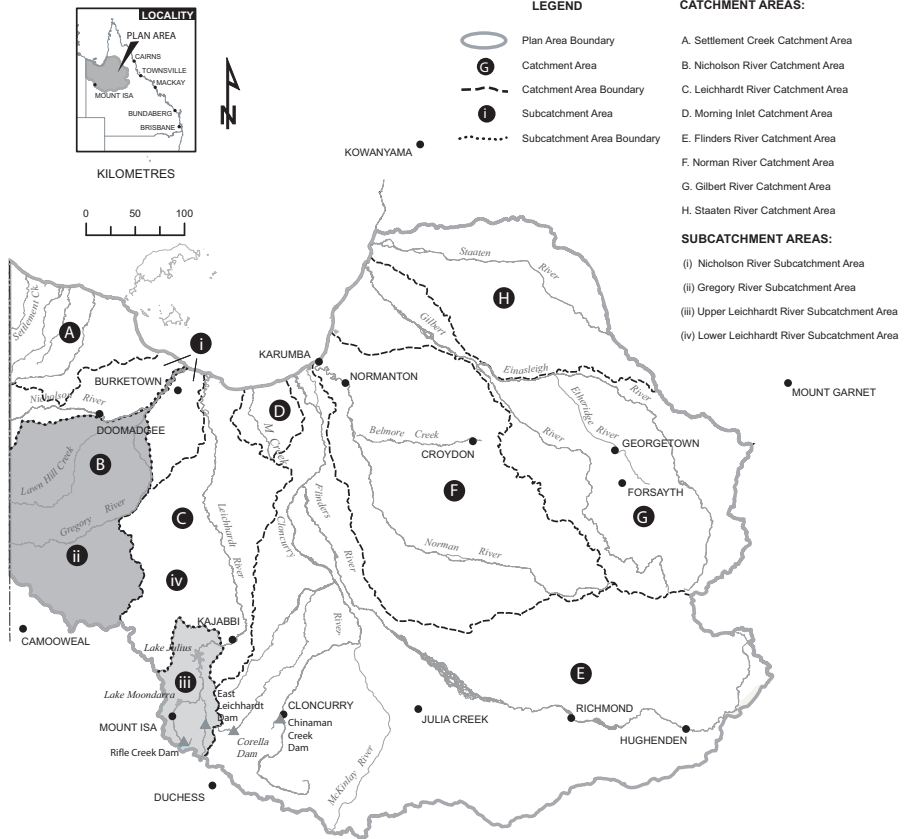 LOCALITY
PLAN AREA
CAIRNS
TOWNSVILLE
MACKAY
MOUNT ISA
BUNDABERG
BRISBANE
N
KILOMETRES
0 50 100
LEGEND
Plan Area Boundary
G Catchment Area
Catchment Area Boundary
i Subcatchment Area
Subcatchment Area Boundary
CATCHMENT AREAS:
A. Settlement Creek Catchment Area
B. Nicholson River Catchment Area
C. Leichhardt River Catchment Area
D. Morning Inlet Catchment Area
E. Flinders River Catchment Area
F. Norman River Catchment Area
G. Gilbert River Catchment Area
H. Staaten River Catchment Area
SUBCATCHMENT AREAS:
(i) Nicholson River Subcatchment Area
(ii) Gregory River Subcatchment Area
(iii) Upper Leichhardt River Subcatchment Area
(iv) Lower Leichhardt River Subcatchment Area
KOWANYAMA
Staaten River
H
Settlement Ck.
A
i
Gilbert
River
KARUMBA
NORMANTON
Einasleigh
River
Etheridge River
MOUNT GARNET
BURKETOWN
Nicholson River
DOOMADGEE
D
M. Creek
Belmore Creek
CROYDON
GEORGETOWN
FORSAYTH
B
Lawn Hill Creek
Gregory River
ii
C
Leichhardt River
Cloncurry
River
Flinders
River
F
G
Norman River
iv
CAMOOWEAL
KAJABBI
Lake Julius
iii
Lake Moondarra
East
Leichhardt
Dam
MOUNT ISA
Rifle Creek Dam
Corella
Dam
CLONCURRY
Chinaman
Creek
Dam
JULIA CREEK
E
RICHMOND
HUGHENDEN
McKinlay River
DUCHESS